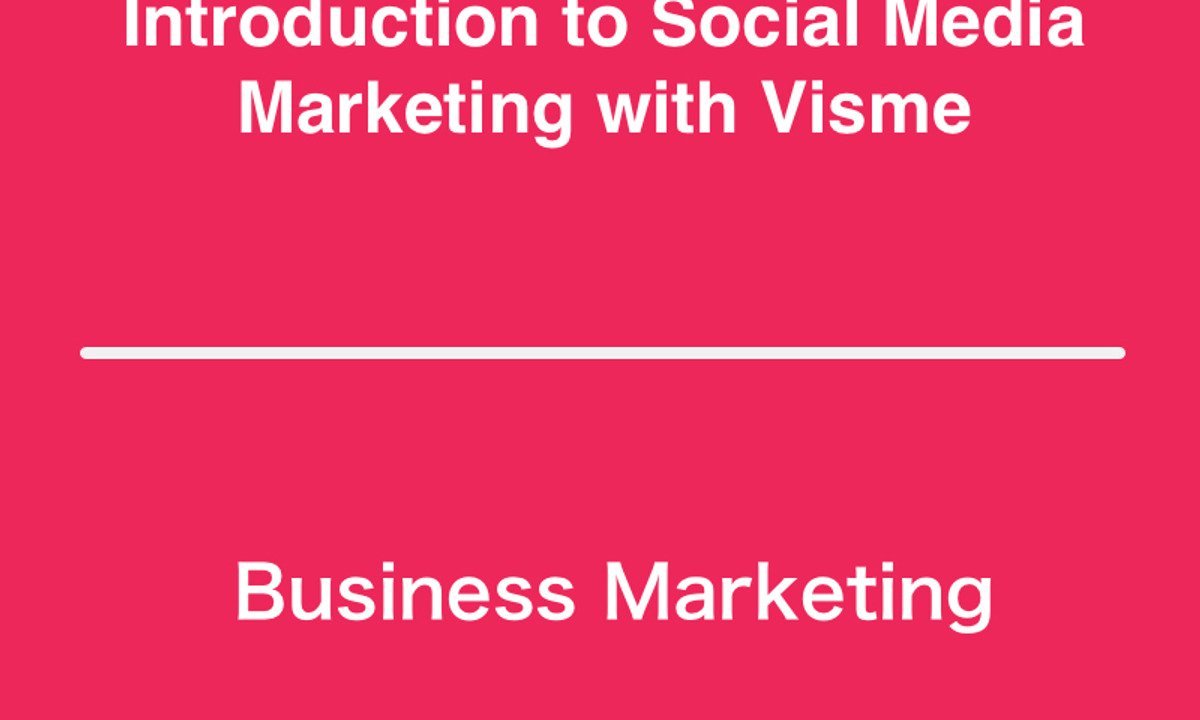 Introduction to Social Media
Marketing with Visme
Business Marketing